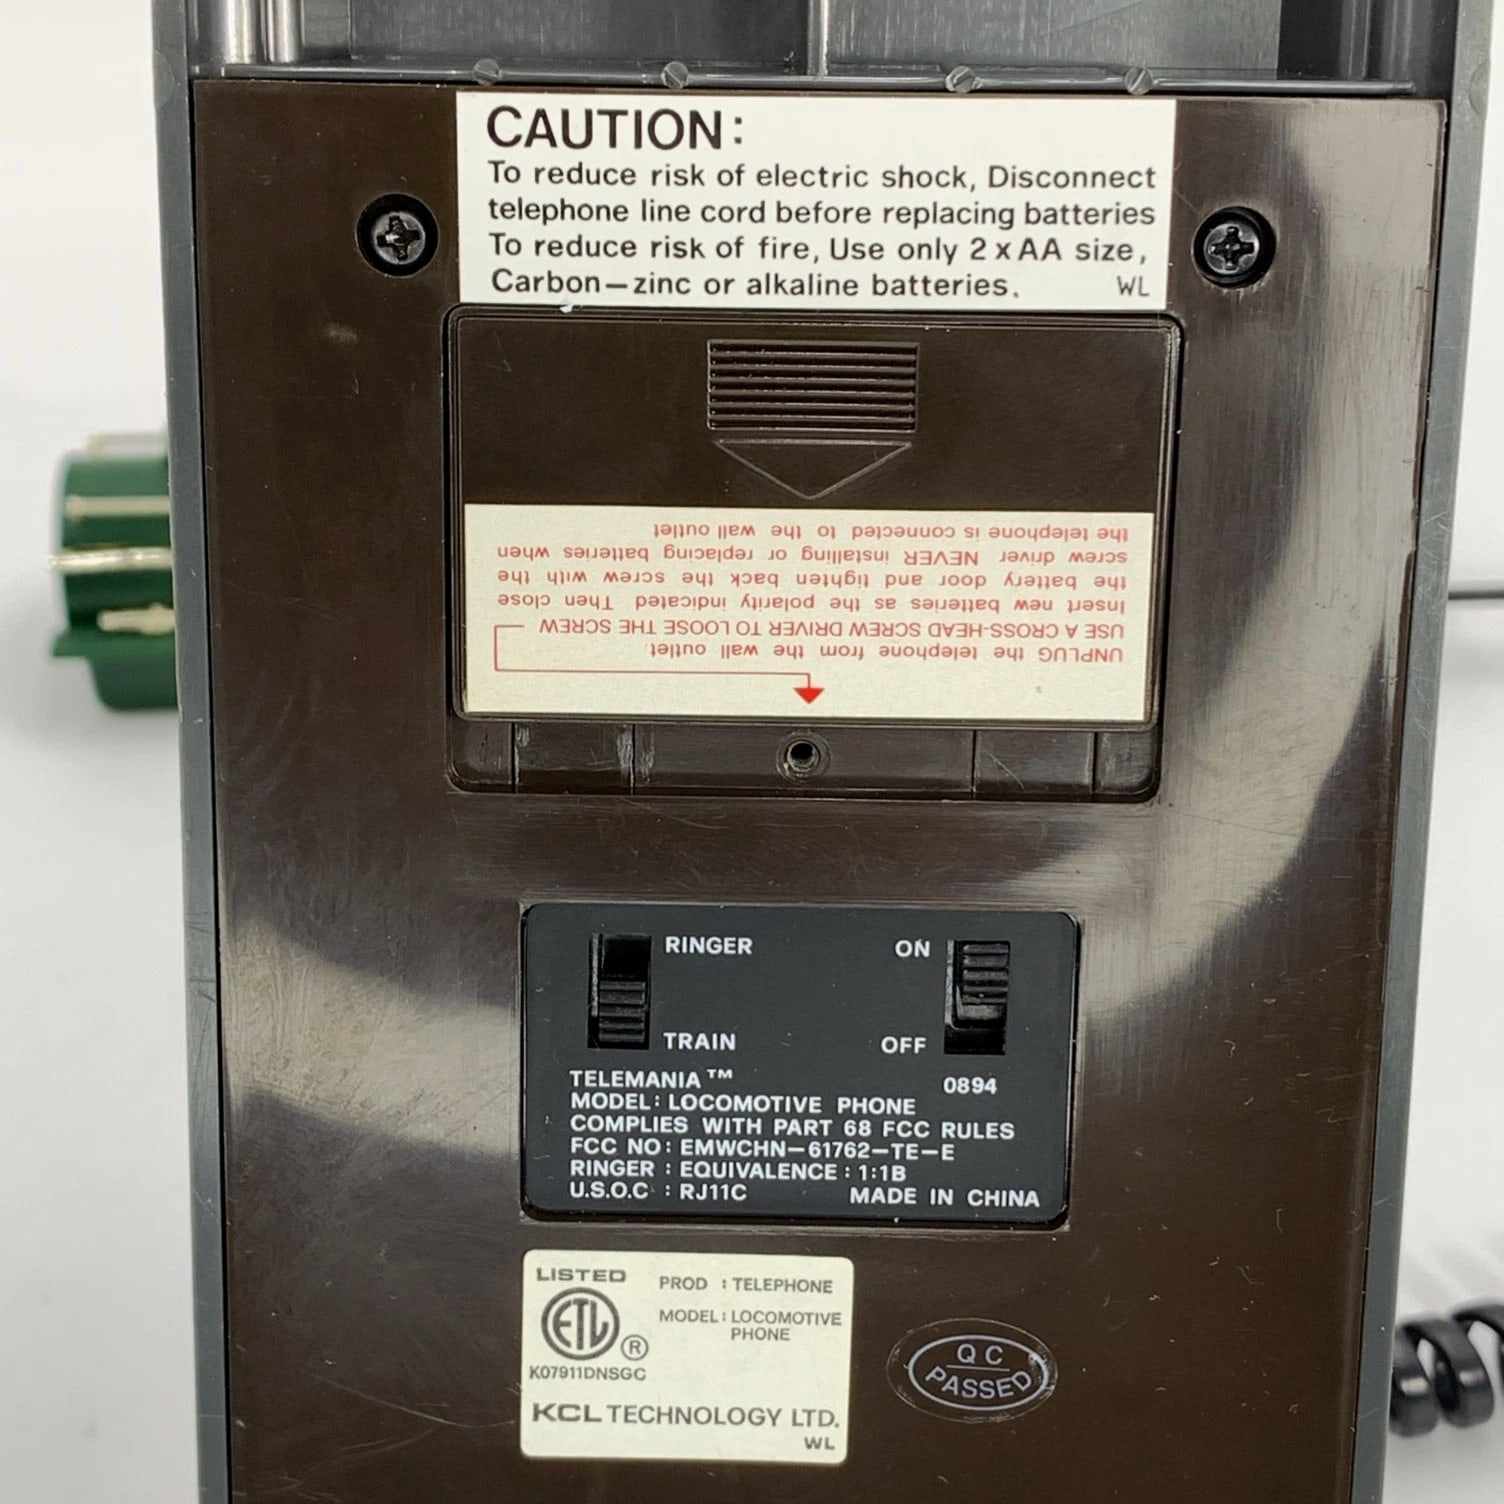 CAUTION:
To reduce risk of electric shock, Disconnect
telephone line cord before replacing batteries
To reduce risk of fire, Use only 2 x AA size,
Carbon—zinc or alkaline batteries. WL
UNPLUG the telephone from the wall outlet.
USE A CROSS-HEAD SCREW DRIVER TO LOOSE THE SCREW
Insert new batteries as the polarity indicated Then close
the battery door and tighten back the screw with the
screw driver NEVER installing or replacing batteries when
the telephone is connected to the wall outlet
RINGER ON
TRAIN OFF
TELEMANIA™ 0894
MODEL: LOCOMOTIVE PHONE
COMPLIES WITH PART 68 FCC RULES
FCC NO: EMWCHN—61762—TE—E
RINGER : EQUIVALENCE : 1:1B
U.S.O.C : RJ11C MADE IN CHINA
LISTED PROD : TELEPHONE
ETL ® MODEL: LOCOMOTIVE
PHONE
K07911DNSGC
KCL TECHNOLOGY LTD.
WL
QC
PASSED